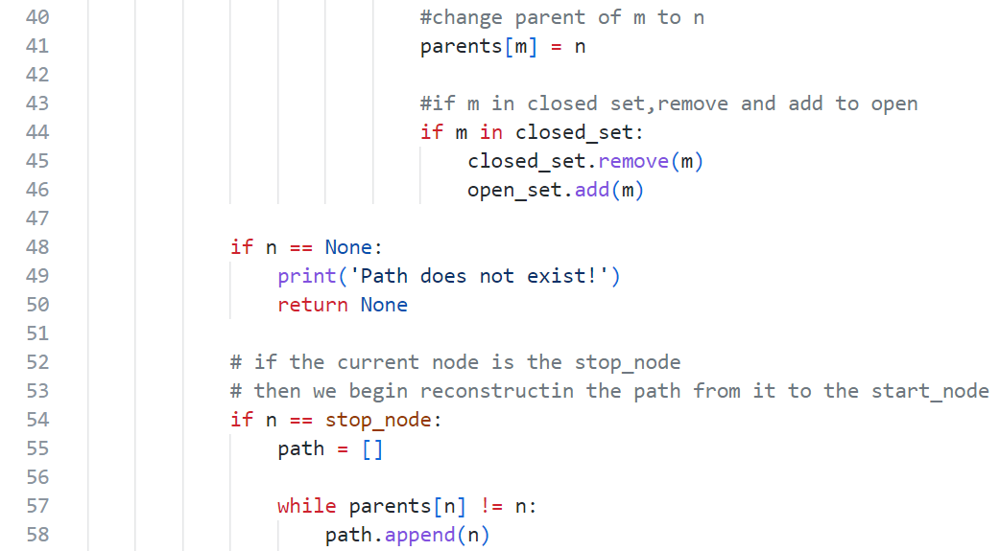 40 #change parent of m to n
41 parents[m] = n
42
43 #if m in closed set,remove and add to open
44 if m in closed_set:
45 closed_set.remove(m)
46 open_set.add(m)
47
48 if n == None:
49 print('Path does not exist!')
50 return None
51
52 # if the current node is the stop_node
53 # then we begin reconstructin the path from it to the start_node
54 if n == stop_node:
55 path = []
56
57 while parents[n] != n:
58 path.append(n)